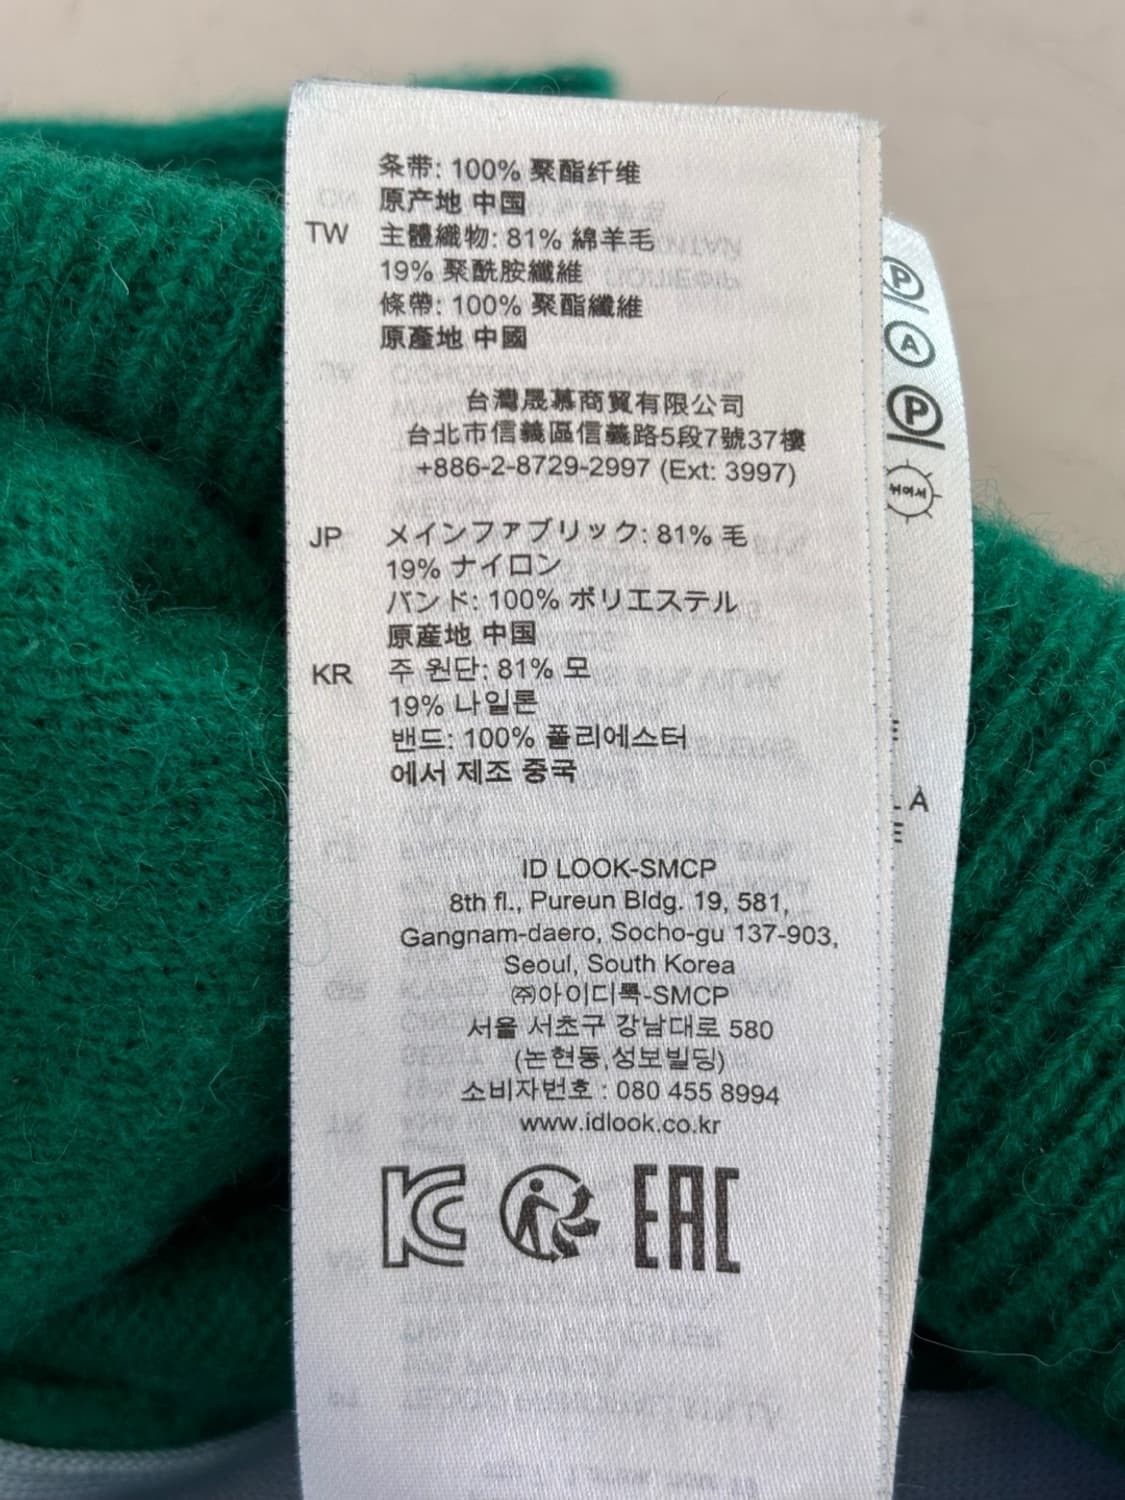 条带: 100% 聚酯纤维
原产地 中国
TW 主體織物: 81% 綿羊毛
19% 聚酰胺纖維
條帶: 100% 聚酯纖維
原產地 中國
台灣晟慕商貿有限公司
台北市信義區信義路5段7號37樓
+886-2-8729-2997 (Ext: 3997)
JP メインファブリック: 81% 毛
19% ナイロン
バンド: 100% ポリエステル
原産地 中国
KR 주 원단: 81% 모
19% 나일론
밴드: 100% 폴리에스터
에서 제조 중국
ID LOOK-SMCP
8th fl., Pureun Bldg. 19, 581,
Gangnam-daero, Socho-gu 137-903,
Seoul, South Korea
㈜아이디룩-SMCP
서울 서초구 강남대로 580
(논현동,성보빌딩)
소비자번호 : 080 455 8994
www.idlook.co.kr
KC
EAC
P
A
P
뉘어서